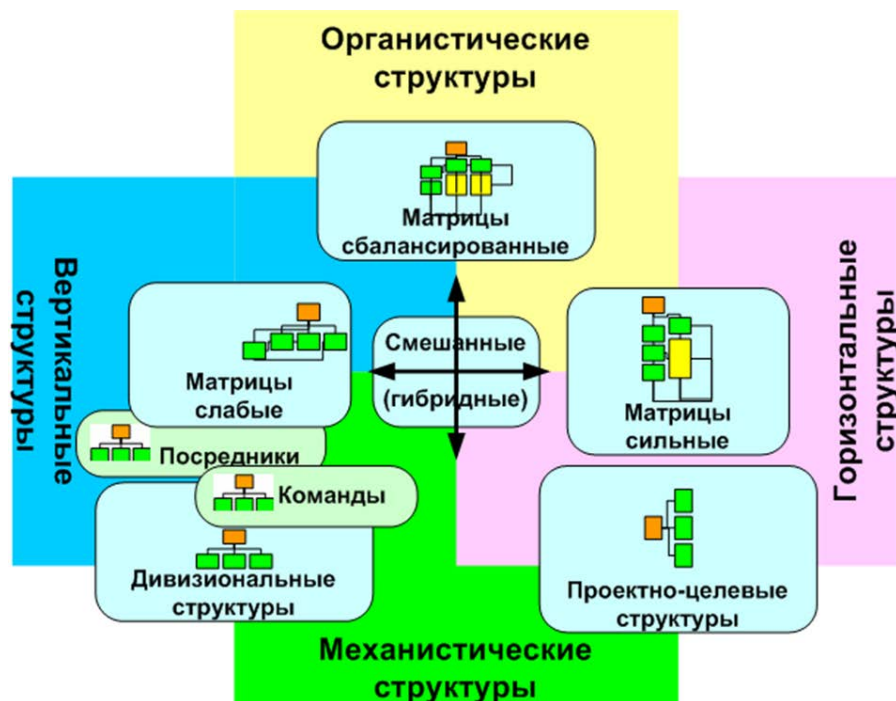 Органистические
структуры
Матрицы
сбалансированные
Вертикальные
структуры
Смешанные
(гибридные)
Матрицы
слабые
Матрицы
сильные
Горизонтальные
структуры
Посредники
Команды
Дивизиональные
структуры
Проектно-целевые
структуры
Механистические
структуры